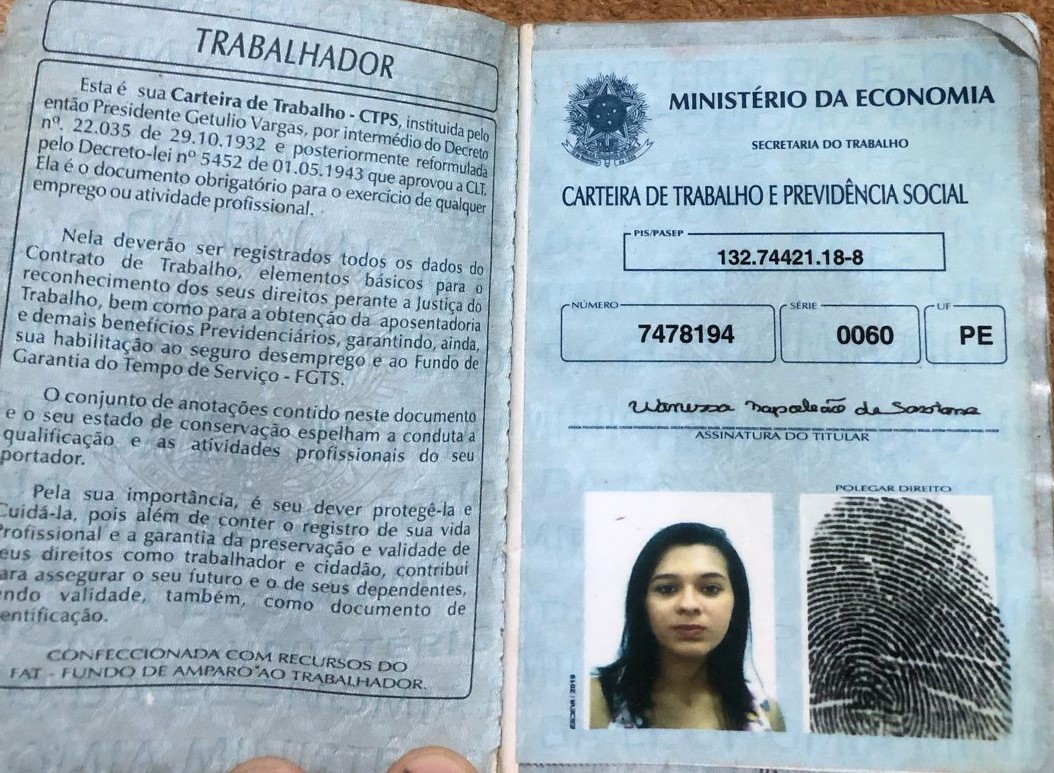 TRABALHADOR
Esta é sua Carteira de Trabalho - CTPS, instituida pelo
então Presidente Getulio Vargas, por intermédio do Decreto
nº. 22.035 de 29.10.1932 e posteriormente reformulada
pelo Decreto-lei nº 5452 de 01.05.1943 que aprovou a CLT.
Ela é o documento obrigatório para o exercício de qualquer
emprego ou atividade profissional.
Nela deverão ser registrados todos os dados do
Contrato de Trabalho, elementos básicos para o
reconhecimento dos seus direitos perante a Justiça do
Trabalho, bem como para a obtenção da aposentadoria
e demais benefícios Previdenciários, garantindo, ainda,
sua habilitação ao seguro desemprego e ao Fundo de
Garantia do Tempo de Serviço - FGTS.
O conjunto de anotações contido neste documento
e o seu estado de conservação espelham a conduta a
qualificação e as atividades profissionais do seu
portador.
Pela sua importância, é seu dever protegê-la e
Cuidá-la, pois além de conter o registro de sua vida
Profissional e a garantia da preservação e validade de
eus direitos como trabalhador e cidadão, contribui
ara assegurar o seu futuro e o de seus dependentes,
endo validade, também, como documento de
entificação.
CONFECCIONADA COM RECURSOS DO
FAT - FUNDO DE AMPARO AO TRABALHADOR.
MINISTÉRIO DA ECONOMIA
SECRETARIA DO TRABALHO
CARTEIRA DE TRABALHO E PREVIDÊNCIA SOCIAL
PIS/PASEP
132.74421.18-8
NÚMERO SÉRIE UF
7478194 0060 PE
Wanessa Napoleão de Santana
ASSINATURA DO TITULAR
POLEGAR DIREITO